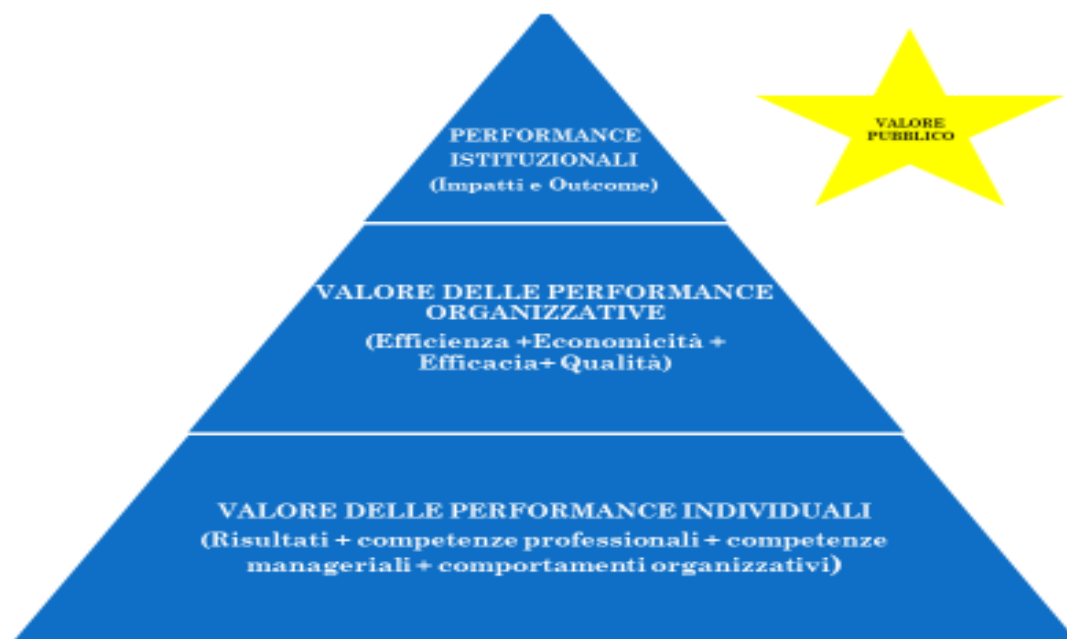 PERFORMANCE
ISTITUZIONALI
(Impatti e Outcome)
VALORE
PUBBLICO
VALORE DELLE PERFORMANCE
ORGANIZZATIVE
(Efficienza +Economicità +
Efficacia+ Qualità)
VALORE DELLE PERFORMANCE INDIVIDUALI
(Risultati + competenze professionali + competenze
manageriali + comportamenti organizzativi)